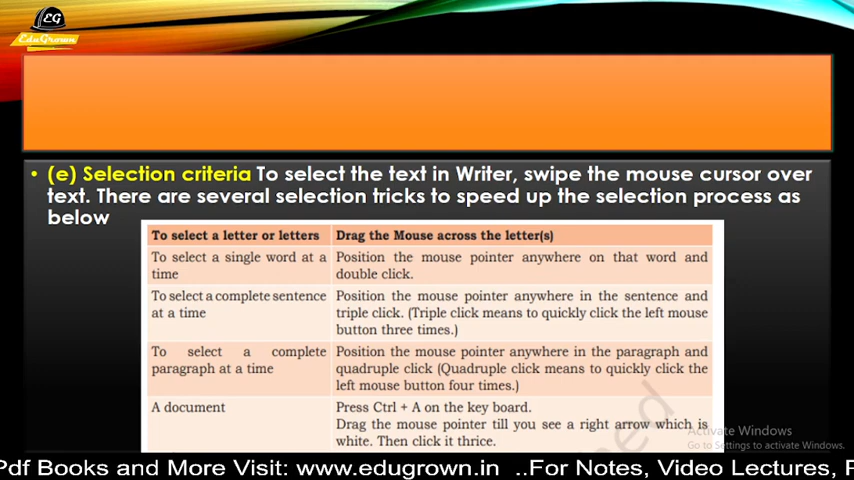 EG
EduGrown
• (e) Selection criteria To select the text in Writer, swipe the mouse cursor over
text. There are several selection tricks to speed up the selection process as
below
To select a letter or letters Drag the Mouse across the letter(s)
To select a single word at a Position the mouse pointer anywhere on that word and
time double click.
To select a complete sentence Position the mouse pointer anywhere in the sentence and
at a time triple click. (Triple click means to quickly click the left mouse
button three times.)
To select a complete Position the mouse pointer anywhere in the paragraph and
paragraph at a time quadruple click (Quadruple click means to quickly click the
left mouse button four times.)
A document Press Ctrl + A on the key board.
Drag the mouse pointer till you see a right arrow which is
white. Then click it thrice.
Activate Windows
Go to Settings to activate Windows.
Pdf Books and More Visit: www.edugrown.in ..For Notes, Video Lectures,